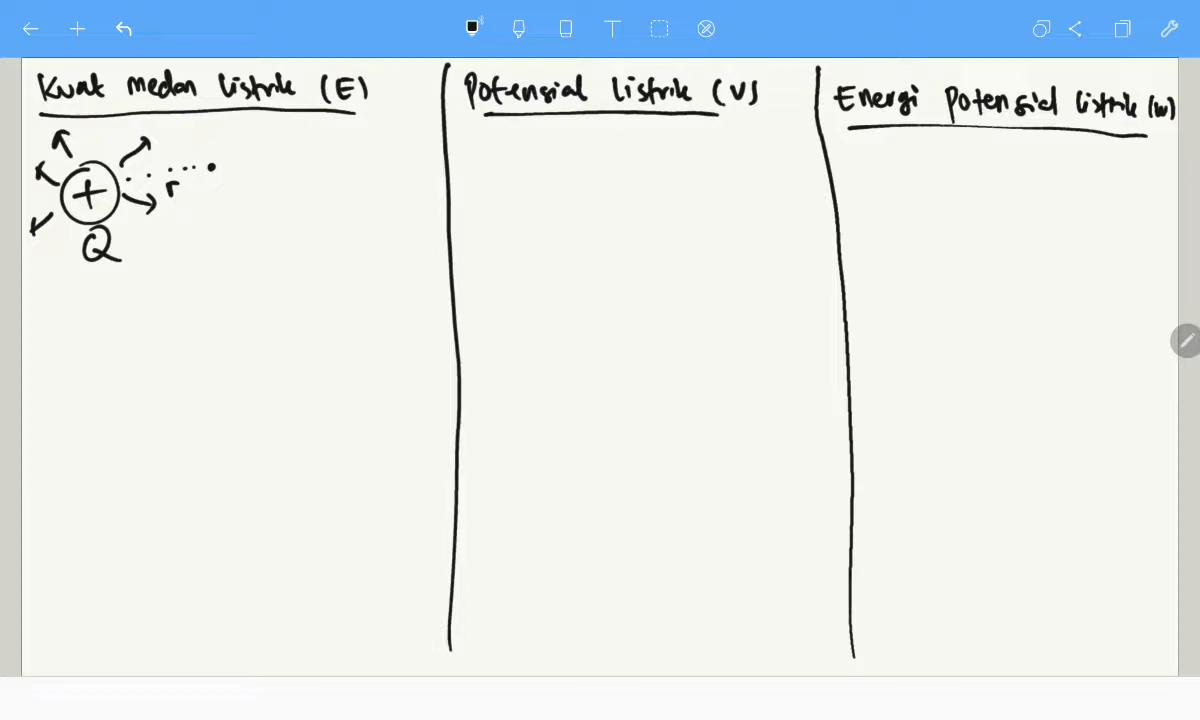 Kuat medan listrik (E)
Potensial listrik (V)
Energi potensial listrik (W)
+
r
Q
T